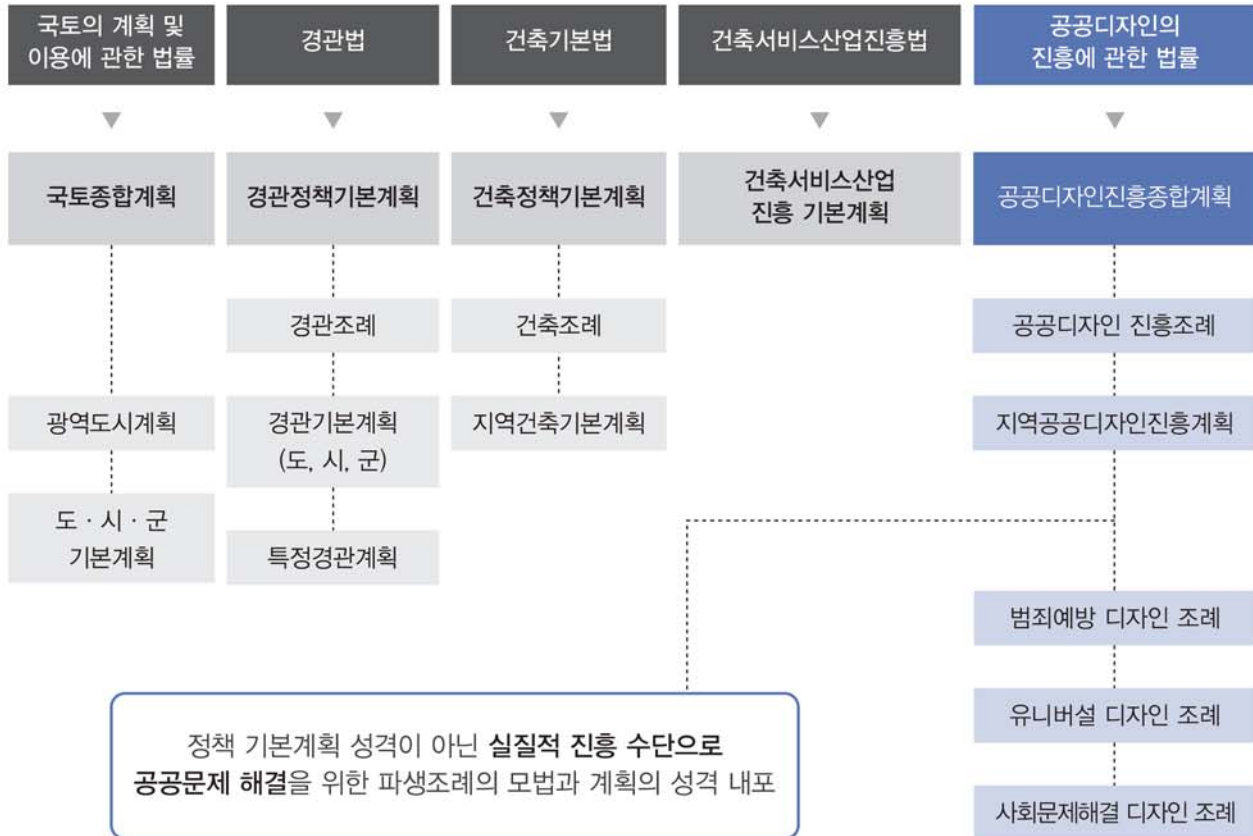 국토의 계획 및
이용에 관한 법률
경관법
건축기본법
건축서비스산업진흥법
공공디자인의
진흥에 관한 법률
국토종합계획
경관정책기본계획
건축정책기본계획
건축서비스산업
진흥 기본계획
공공디자인진흥종합계획
경관조례
건축조례
공공디자인 진흥조례
광역도시계획
경관기본계획
(도, 시, 군)
지역건축기본계획
지역공공디자인진흥계획
도 · 시 · 군
기본계획
특정경관계획
범죄예방 디자인 조례
유니버설 디자인 조례
사회문제해결 디자인 조례
정책 기본계획 성격이 아닌 실질적 진흥 수단으로
공공문제 해결을 위한 파생조례의 모법과 계획의 성격 내포